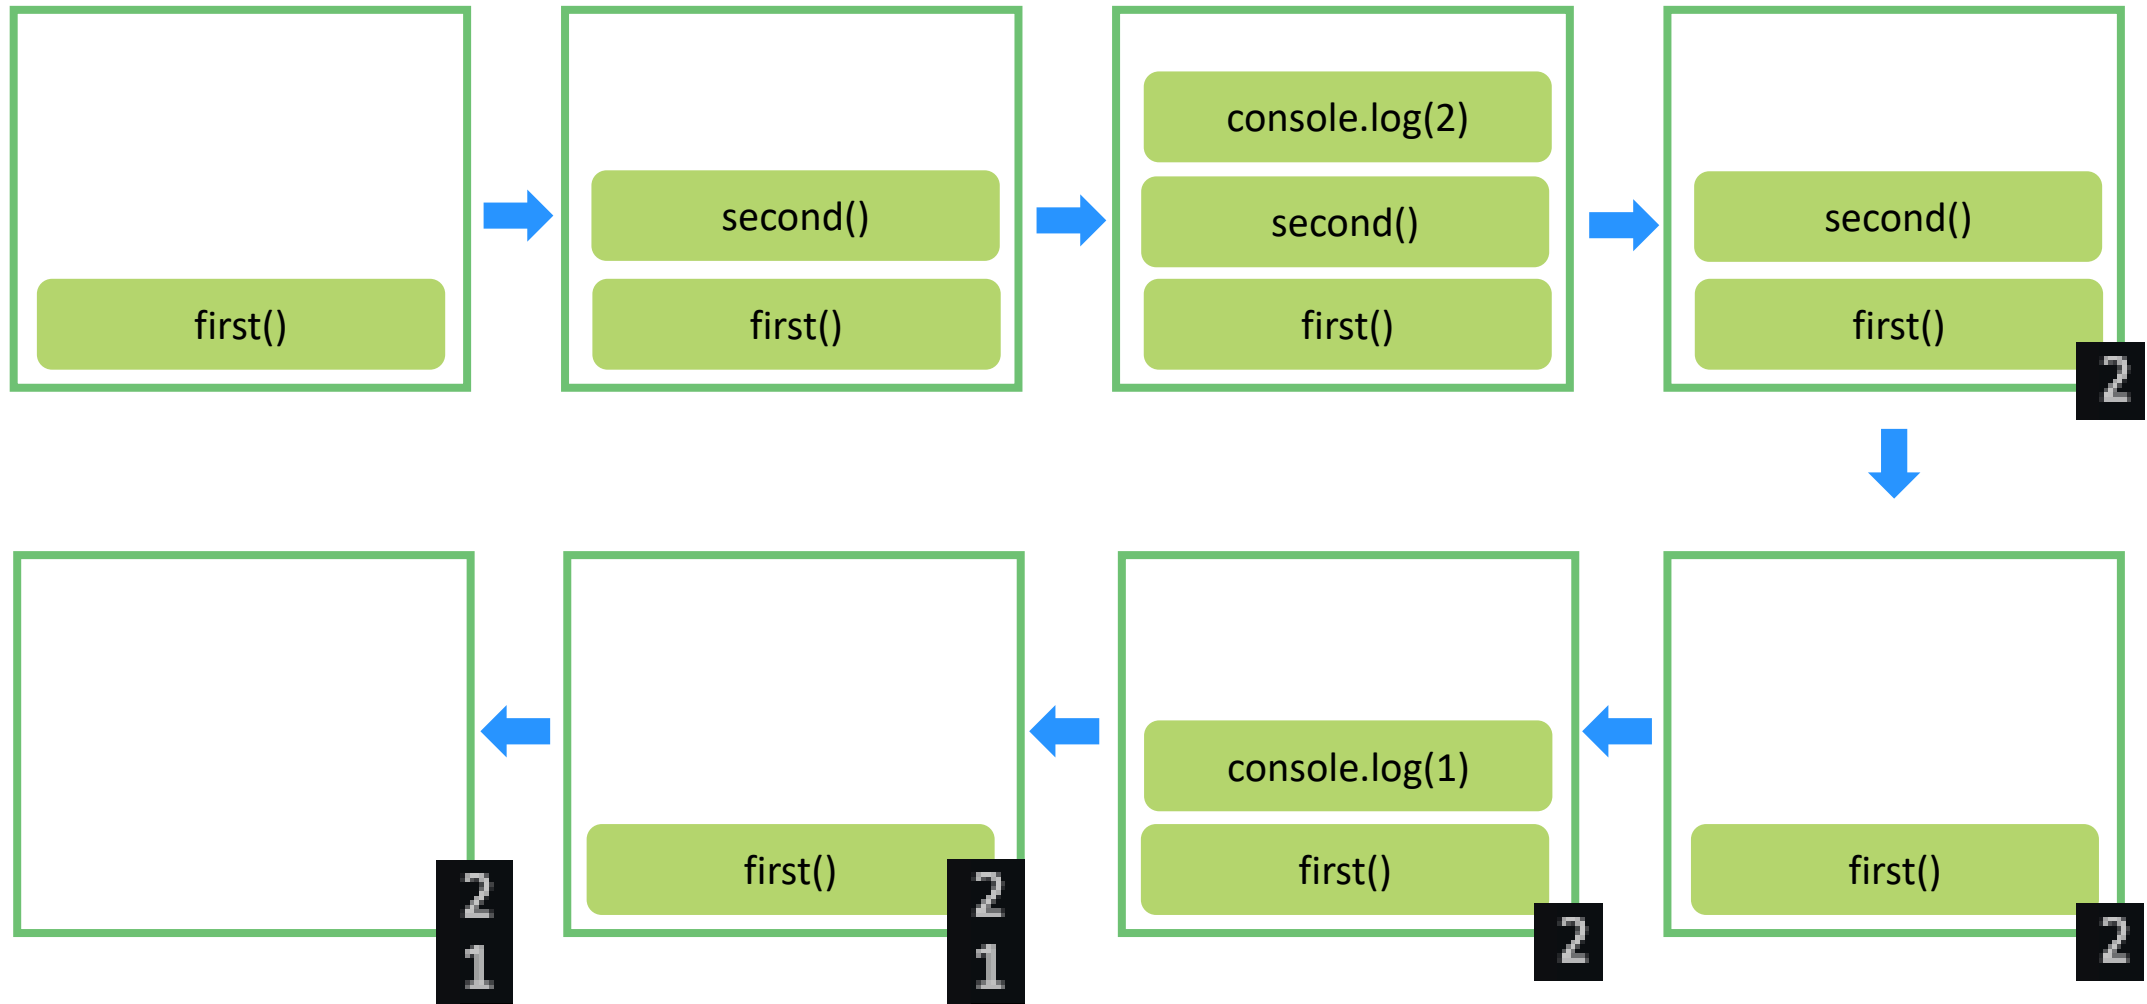 first()
second()
first()
console.log(2)
second()
first()
second()
first()
2
first()
2
console.log(1)
first()
2
first()
2
1
2
1